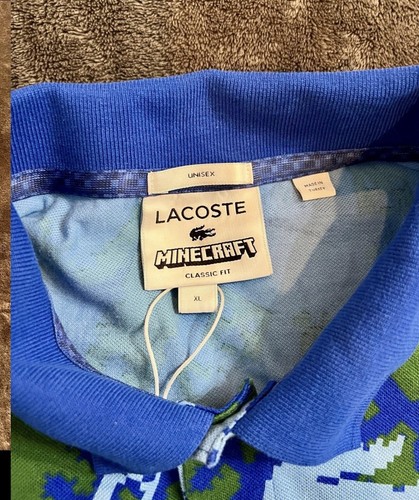 UNISEX
LACOSTE
MINECRAFT
CLASSIC FIT
XL
MADE IN
TURKEY